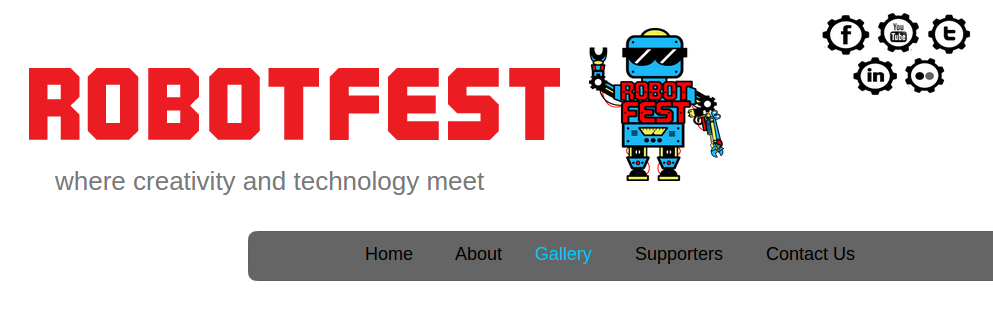 ROBOTFEST
ROBOT
FEST
f
You
Tube
t
in
where creativity and technology meet
Home About Gallery Supporters Contact Us